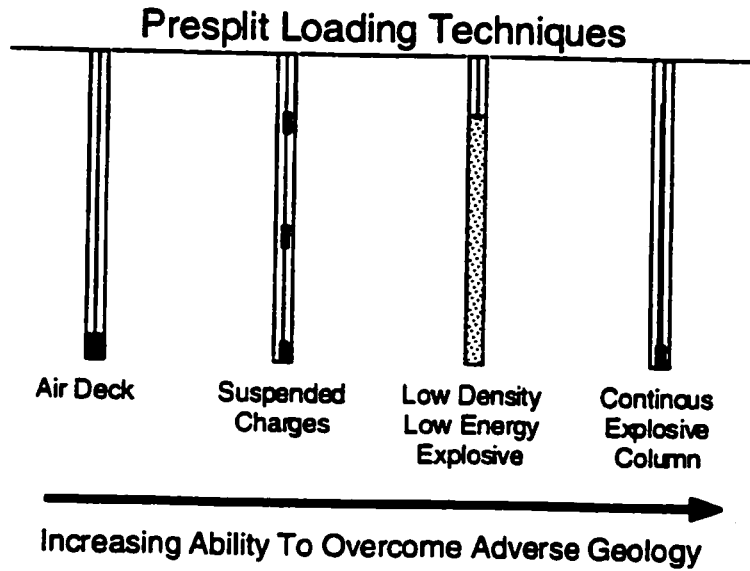 Presplit Loading Techniques
Air Deck
Suspended
Charges
Low Density
Low Energy
Explosive
Continous
Explosive
Column
Increasing Ability To Overcome Adverse Geology